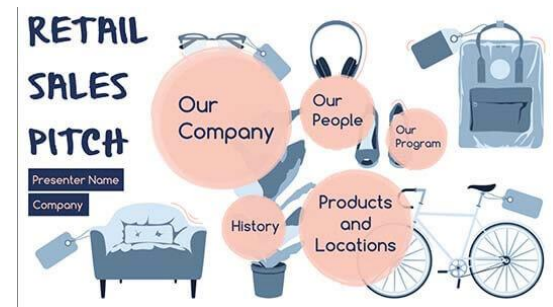 RETAIL
SALES
PITCH
Presenter Name
Company
Our
Company
Our
People
Our
Program
History
Products
and
Locations